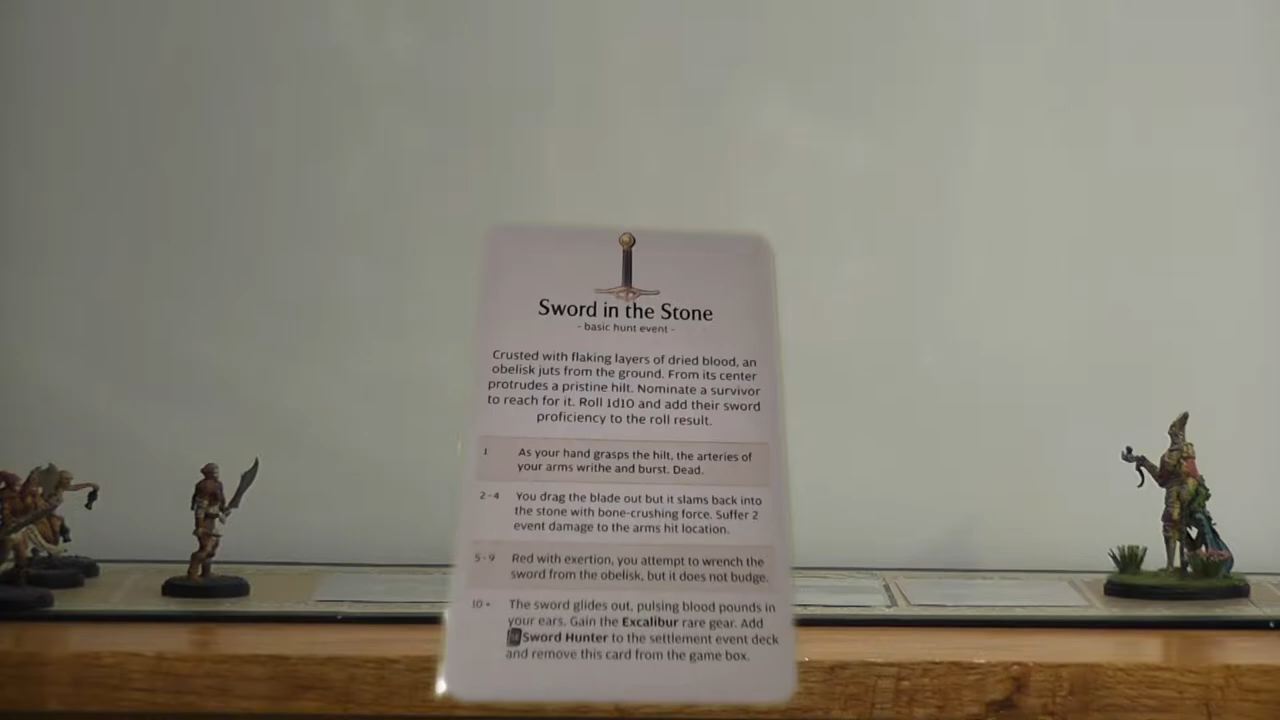 Sword in the Stone
- basic hunt event -
Crusted with flaking layers of dried blood, an
obelisk juts from the ground. From its center
protrudes a pristine hilt. Nominate a survivor
to reach for it. Roll 1d10 and add their sword
proficiency to the roll result.
1 As your hand grasps the hilt, the arteries of
your arms writhe and burst. Dead.
2-4 You drag the blade out but it slams back into
the stone with bone-crushing force. Suffer 2
event damage to the arms hit location.
5-9 Red with exertion, you attempt to wrench the
sword from the obelisk, but it does not budge.
10+ The sword glides out, pulsing blood pounds in
your ears. Gain the Excalibur rare gear. Add
Sword Hunter to the settlement event deck
and remove this card from the game box.